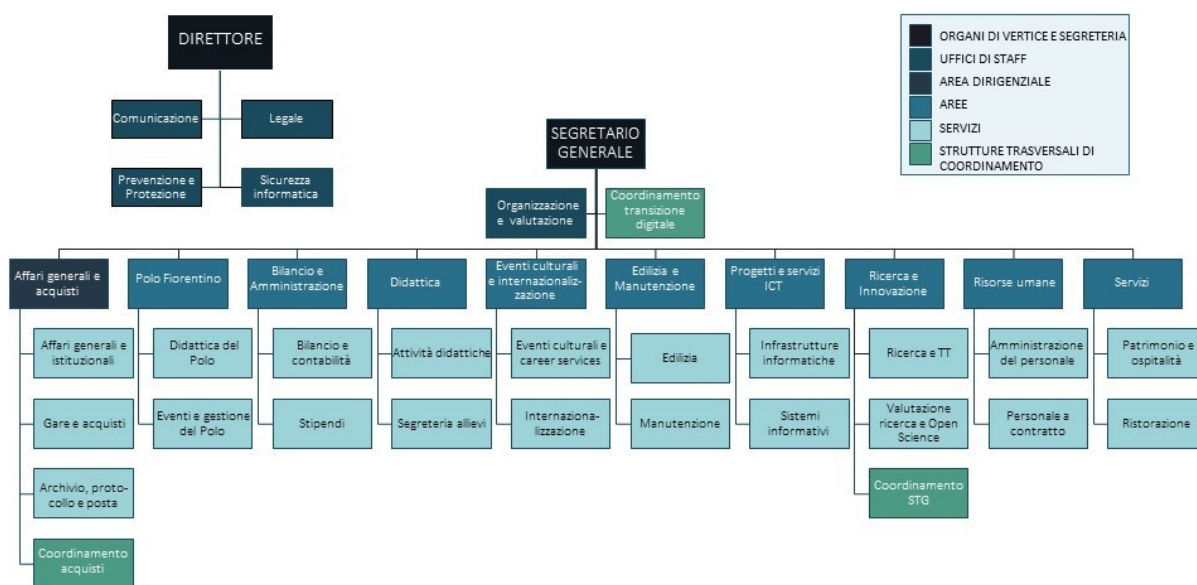 DIRETTORE
Comunicazione
Legale
Prevenzione e
Protezione
Sicurezza
informatica
ORGANI DI VERTICE E SEGRETERIA
UFFICI DI STAFF
AREA DIRIGENZIALE
AREE
SERVIZI
STRUTTURE TRASVERSALI DI
COORDINAMENTO
SEGRETARIO
GENERALE
Organizzazione
e valutazione
Coordinamento
transizione
digitale
Affari generali e
acquisti
Polo Fiorentino
Bilancio e
Amministrazione
Didattica
Eventi culturali
e internazionaliz-
zazione
Edilizia e
Manutenzione
Progetti e servizi
ICT
Ricerca e
Innovazione
Risorse umane
Servizi
Affari generali e
istituzionali
Didattica del
Polo
Bilancio e
contabilità
Attività didattiche
Eventi culturali e
career services
Edilizia
Infrastrutture
informatiche
Ricerca e TT
Amministrazione
del personale
Patrimonio e
ospitalità
Gare e acquisti
Eventi e gestione
del Polo
Stipendi
Segreteria allievi
Internaziona-
lizzazione
Manutenzione
Sistemi
informativi
Valutazione
ricerca e Open
Science
Personale a
contratto
Ristorazione
Archivio, proto-
collo e posta
Coordinamento
STG
Coordinamento
acquisti